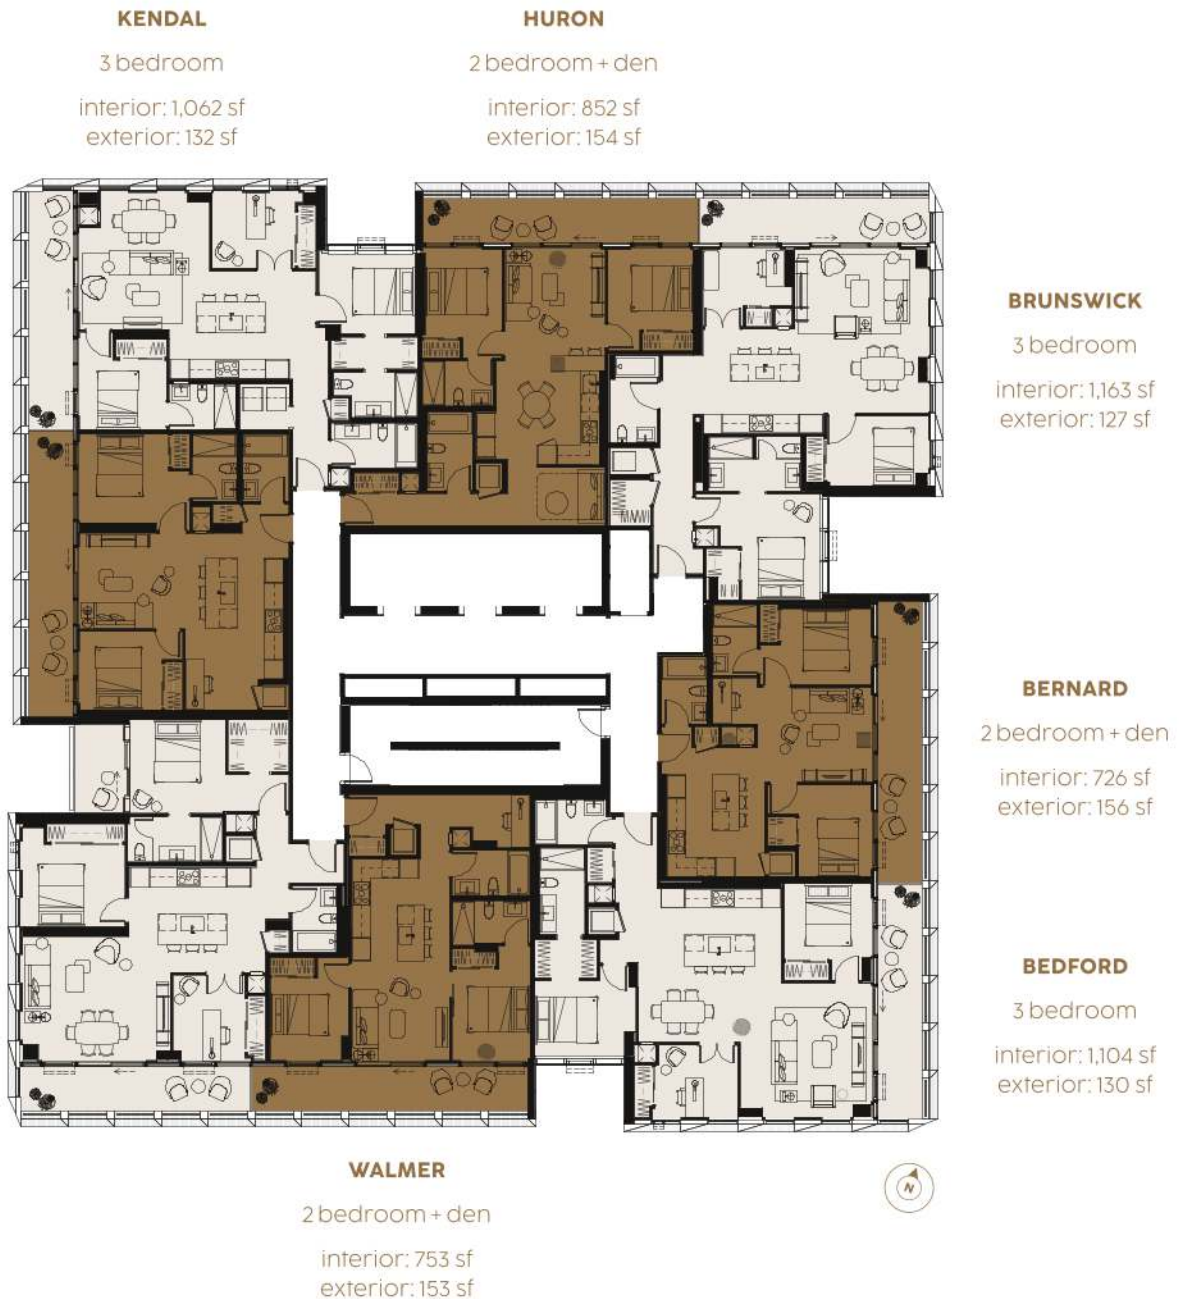 KENDAL
3 bedroom
interior: 1,062 sf
exterior: 132 sf
HURON
2 bedroom + den
interior: 852 sf
exterior: 154 sf
BRUNSWICK
3 bedroom
interior: 1,163 sf
exterior: 127 sf
BERNARD
2 bedroom + den
interior: 726 sf
exterior: 156 sf
BEDFORD
3 bedroom
interior: 1,104 sf
exterior: 130 sf
WALMER
2 bedroom + den
interior: 753 sf
exterior: 153 sf
N